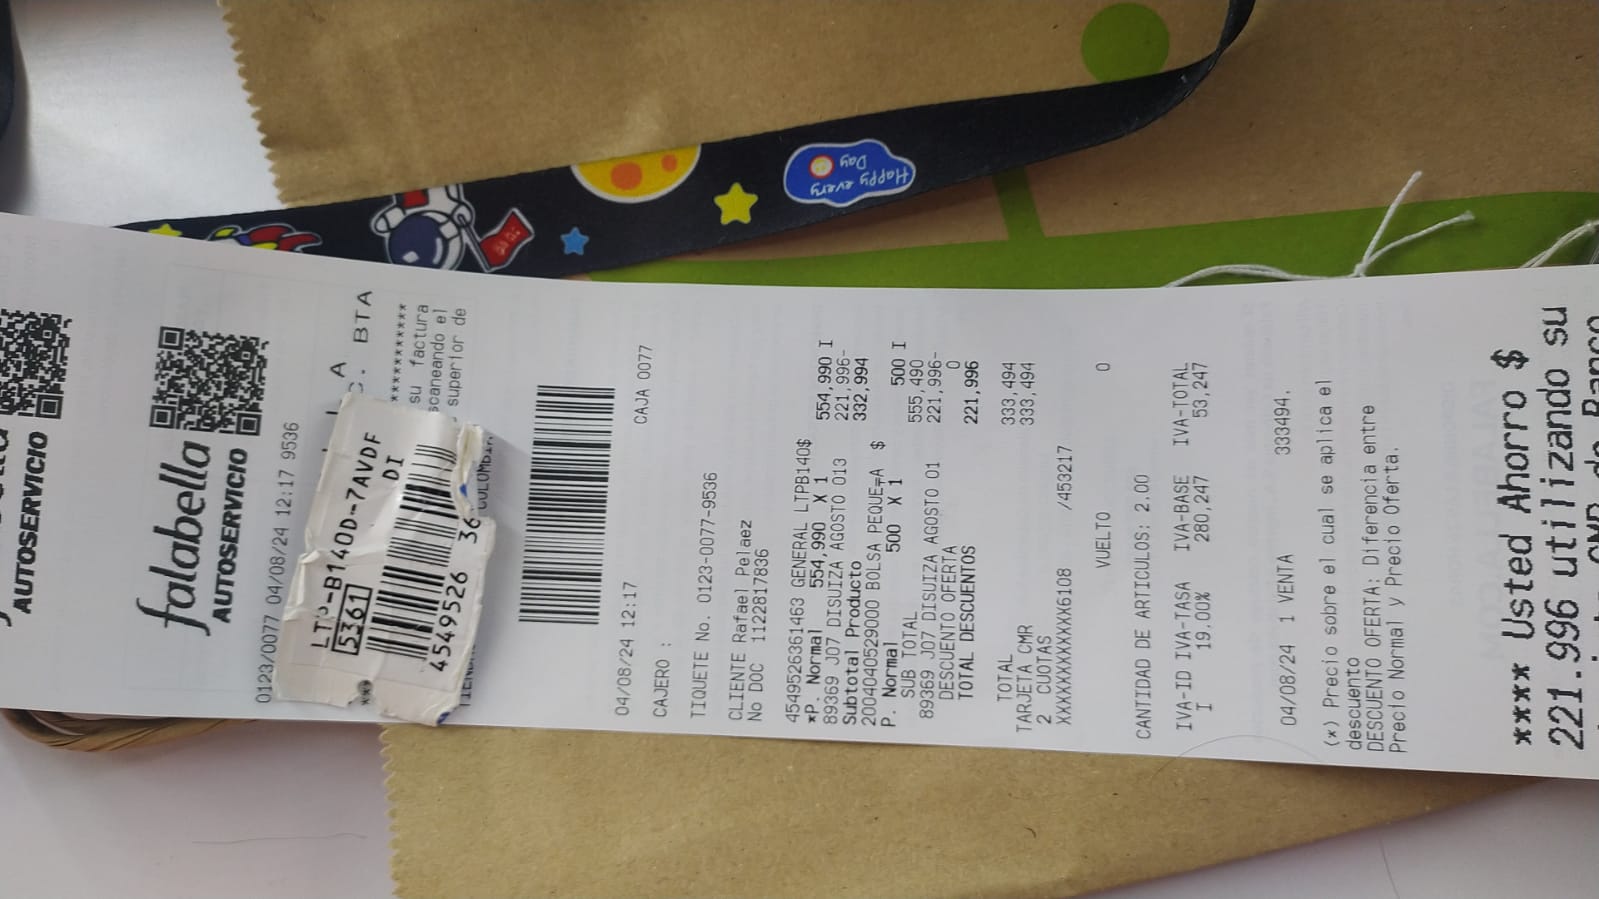 AUTOSERVICIO
falabella
AUTOSERVICIO
0123/0077 04/08/24 12:17 9536
A
. BTA
***********
su factura
scaneando el
superior de
COLOMBIA
LTP-B140D-7AVDF
5361 DI
4549526 36
04/08/24 12:17
CAJERO : CAJA 0077
TIQUETE No. 0123-0077-9536
CLIENTE Rafael Pelaez
No DOC 1122817836
4549526361463 GENERAL LTPB140$ 554,990 I
*P. Normal 554,990 X 1 221,996-
89369 J07 DISUIZA AGOSTO 013 332,994
Subtotal Producto
2004040529000 BOLSA PEQUE╤A $ 500 I
P. Normal 500 X 1
SUB TOTAL 555,490
89369 J07 DISUIZA AGOSTO 01 221,996-
DESCUENTO OFERTA 0
TOTAL DESCUENTOS 221,996
TOTAL 333,494
TARJETA CMR 333,494
2 CUOTAS
XXXXXXXXXXXX6108 /453217
VUELTO 0
CANTIDAD DE ARTICULOS: 2.00
IVA-ID IVA-TASA IVA-BASE IVA-TOTAL
I 19.00% 280,247 53,247
04/08/24 1 VENTA 333494.
(*) Precio sobre el cual se aplica el
descuento
DESCUENTO OFERTA: Diferencia entre
Precio Normal y Precio Oferta.
**** Usted Ahorro $
221.996 utilizando su
CMR de Banco
Happy every
Day